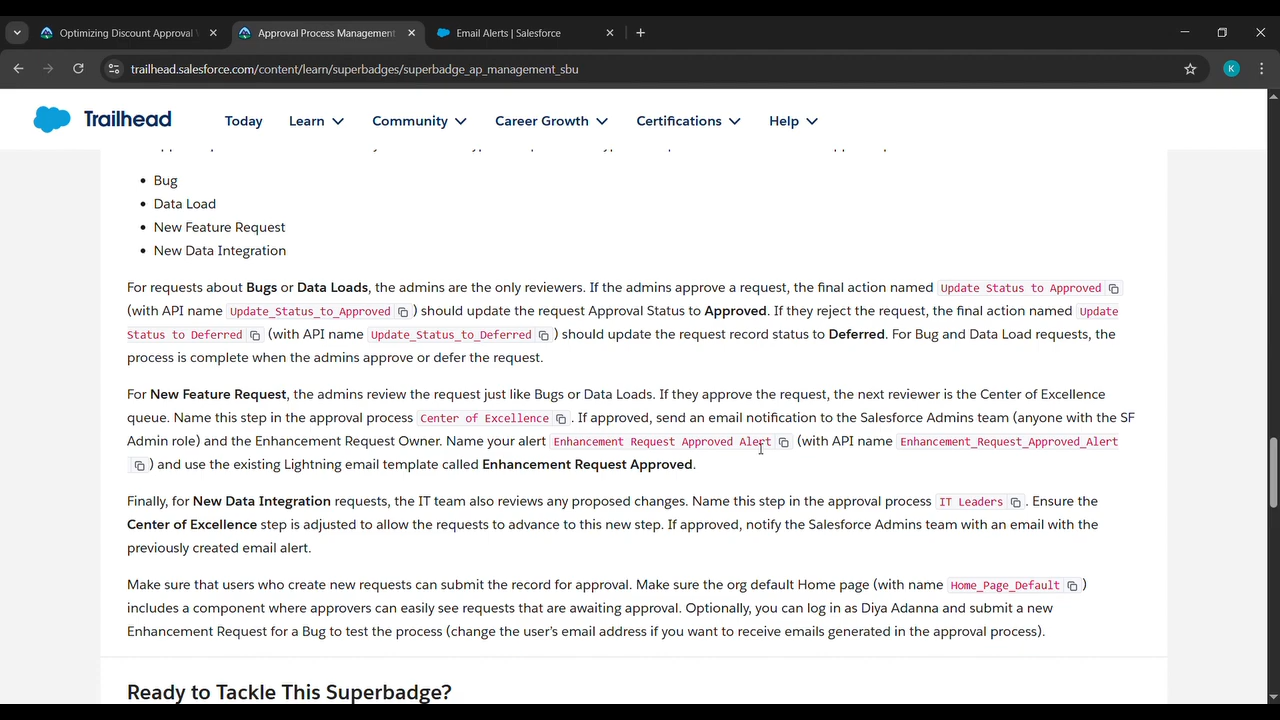 Optimizing Discount Approval
Approval Process Management
Email Alerts | Salesforce
trailhead.salesforce.com/content/learn/superbadges/superbadge_ap_management_sbu
K
Trailhead
Today
Learn
Community
Career Growth
Certifications
Help
• Bug
• Data Load
• New Feature Request
• New Data Integration
For requests about Bugs or Data Loads, the admins are the only reviewers. If the admins approve a request, the final action named Update Status to Approved
(with API name Update_Status_to_Approved ) should update the request Approval Status to Approved. If they reject the request, the final action named Update
Status to Deferred (with API name Update_Status_to_Deferred ) should update the request record status to Deferred. For Bug and Data Load requests, the
process is complete when the admins approve or defer the request.
For New Feature Request, the admins review the request just like Bugs or Data Loads. If they approve the request, the next reviewer is the Center of Excellence
queue. Name this step in the approval process Center of Excellence . If approved, send an email notification to the Salesforce Admins team (anyone with the SF
Admin role) and the Enhancement Request Owner. Name your alert Enhancement Request Approved Alert (with API name Enhancement_Request_Approved_Alert
) and use the existing Lightning email template called Enhancement Request Approved.
Finally, for New Data Integration requests, the IT team also reviews any proposed changes. Name this step in the approval process IT Leaders . Ensure the
Center of Excellence step is adjusted to allow the requests to advance to this new step. If approved, notify the Salesforce Admins team with an email with the
previously created email alert.
Make sure that users who create new requests can submit the record for approval. Make sure the org default Home page (with name Home_Page_Default )
includes a component where approvers can easily see requests that are awaiting approval. Optionally, you can log in as Diya Adanna and submit a new
Enhancement Request for a Bug to test the process (change the user's email address if you want to receive emails generated in the approval process).
Ready to Tackle This Superbadge?